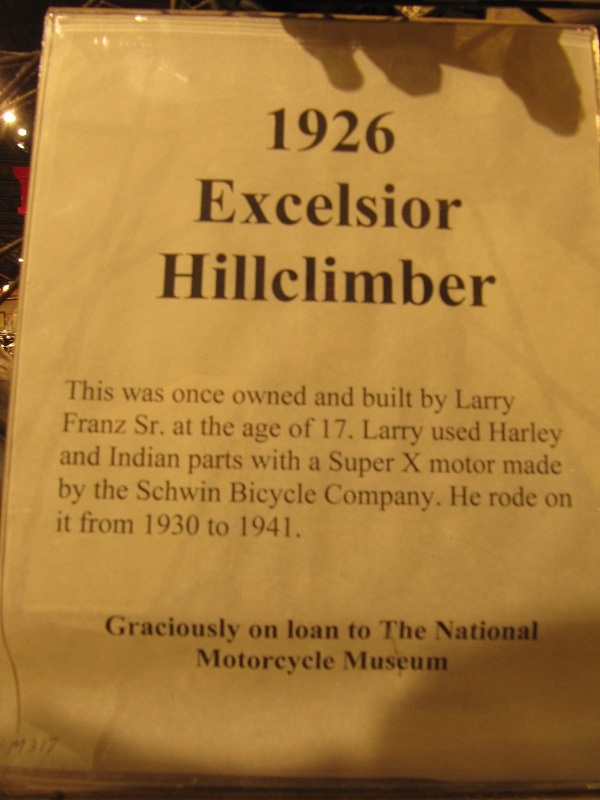 1926
Excelsior
Hillclimber
This was once owned and built by Larry
Franz Sr. at the age of 17. Larry used Harley
and Indian parts with a Super X motor made
by the Schwin Bicycle Company. He rode on
it from 1930 to 1941.
Graciously on loan to The National
Motorcycle Museum
M317